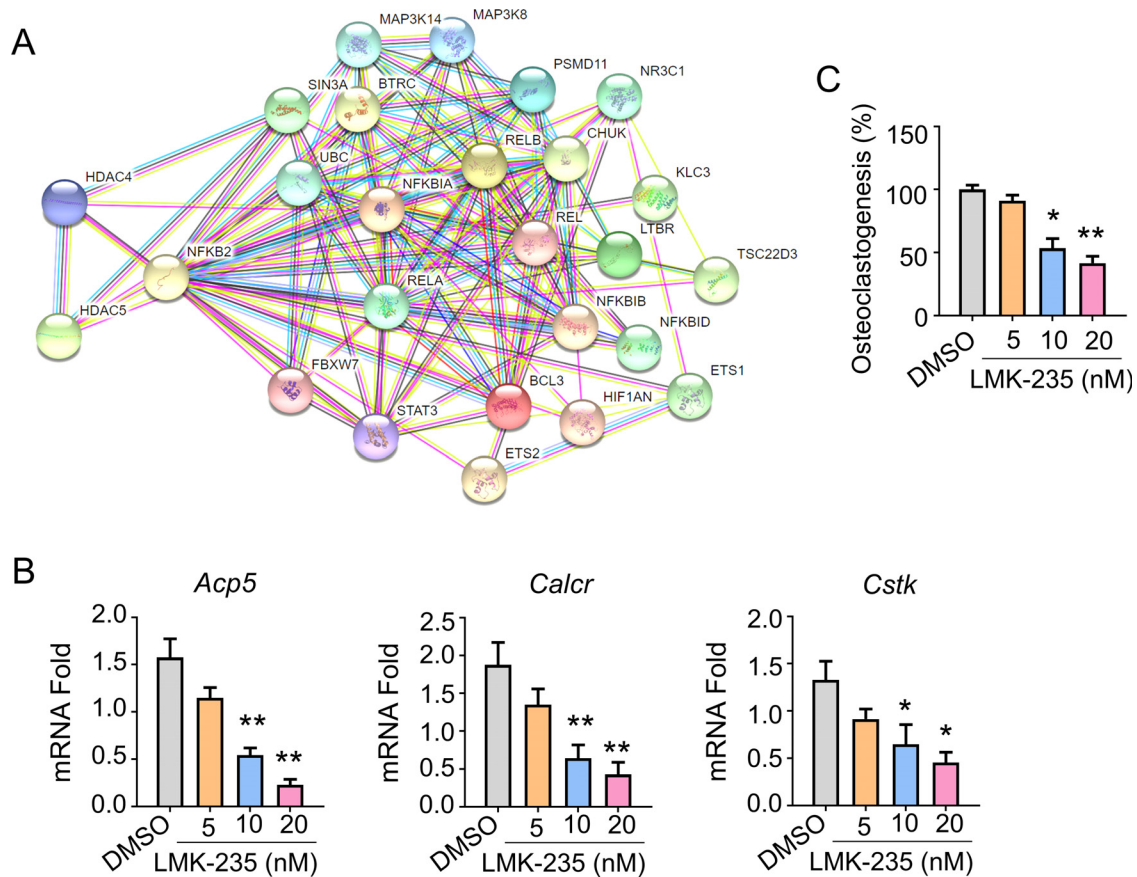 A
MAP3K14
MAP3K8
PSMD11
NR3C1
SIN3A
BTRC
RELB
CHUK
UBC
HDAC4
NFKBIA
KLC3
REL
LTBR
NFKB2
TSC22D3
RELA
HDAC5
NFKBIB
NFKBID
FBXW7
BCL3
ETS1
STAT3
HIF1AN
ETS2
C
Osteoclastogenesis (%)
150
100
50
0
*
**
DMSO
5 10 20
LMK-235 (nM)
B
Acp5
mRNA Fold
2.0
1.5
1.0
0.5
0.0
**
**
DMSO
5 10 20
LMK-235 (nM)
Calcr
mRNA Fold
2.5
2.0
1.5
1.0
0.5
0.0
**
**
DMSO
5 10 20
LMK-235 (nM)
Cstk
mRNA Fold
2.0
1.5
1.0
0.5
0.0
*
*
DMSO
5 10 20
LMK-235 (nM)